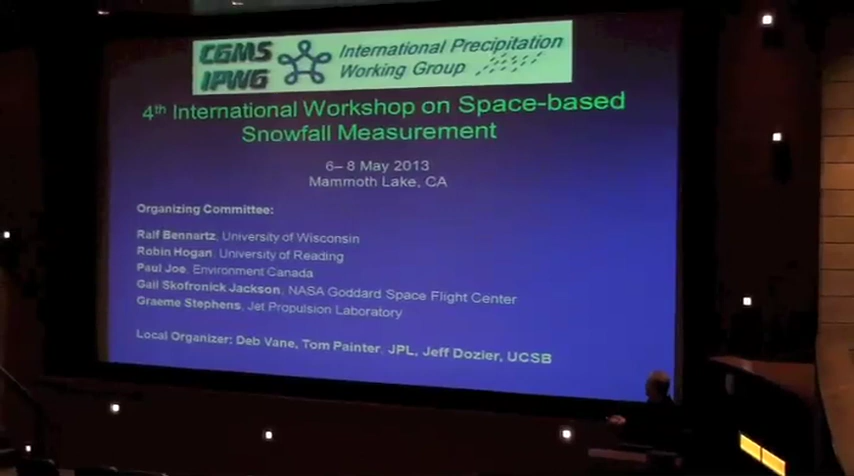 CGMS
IPWG
International Precipitation
Working Group
4th International Workshop on Space-based
Snowfall Measurement
6– 8 May 2013
Mammoth Lake, CA
Organizing Committee:
Ralf Bennartz, University of Wisconsin
Robin Hogan, University of Reading
Paul Joe, Environment Canada
Gail Skofronick Jackson, NASA Goddard Space Flight Center
Graeme Stephens, Jet Propulsion Laboratory
Local Organizer: Deb Vane, Tom Painter, JPL, Jeff Dozier, UCSB